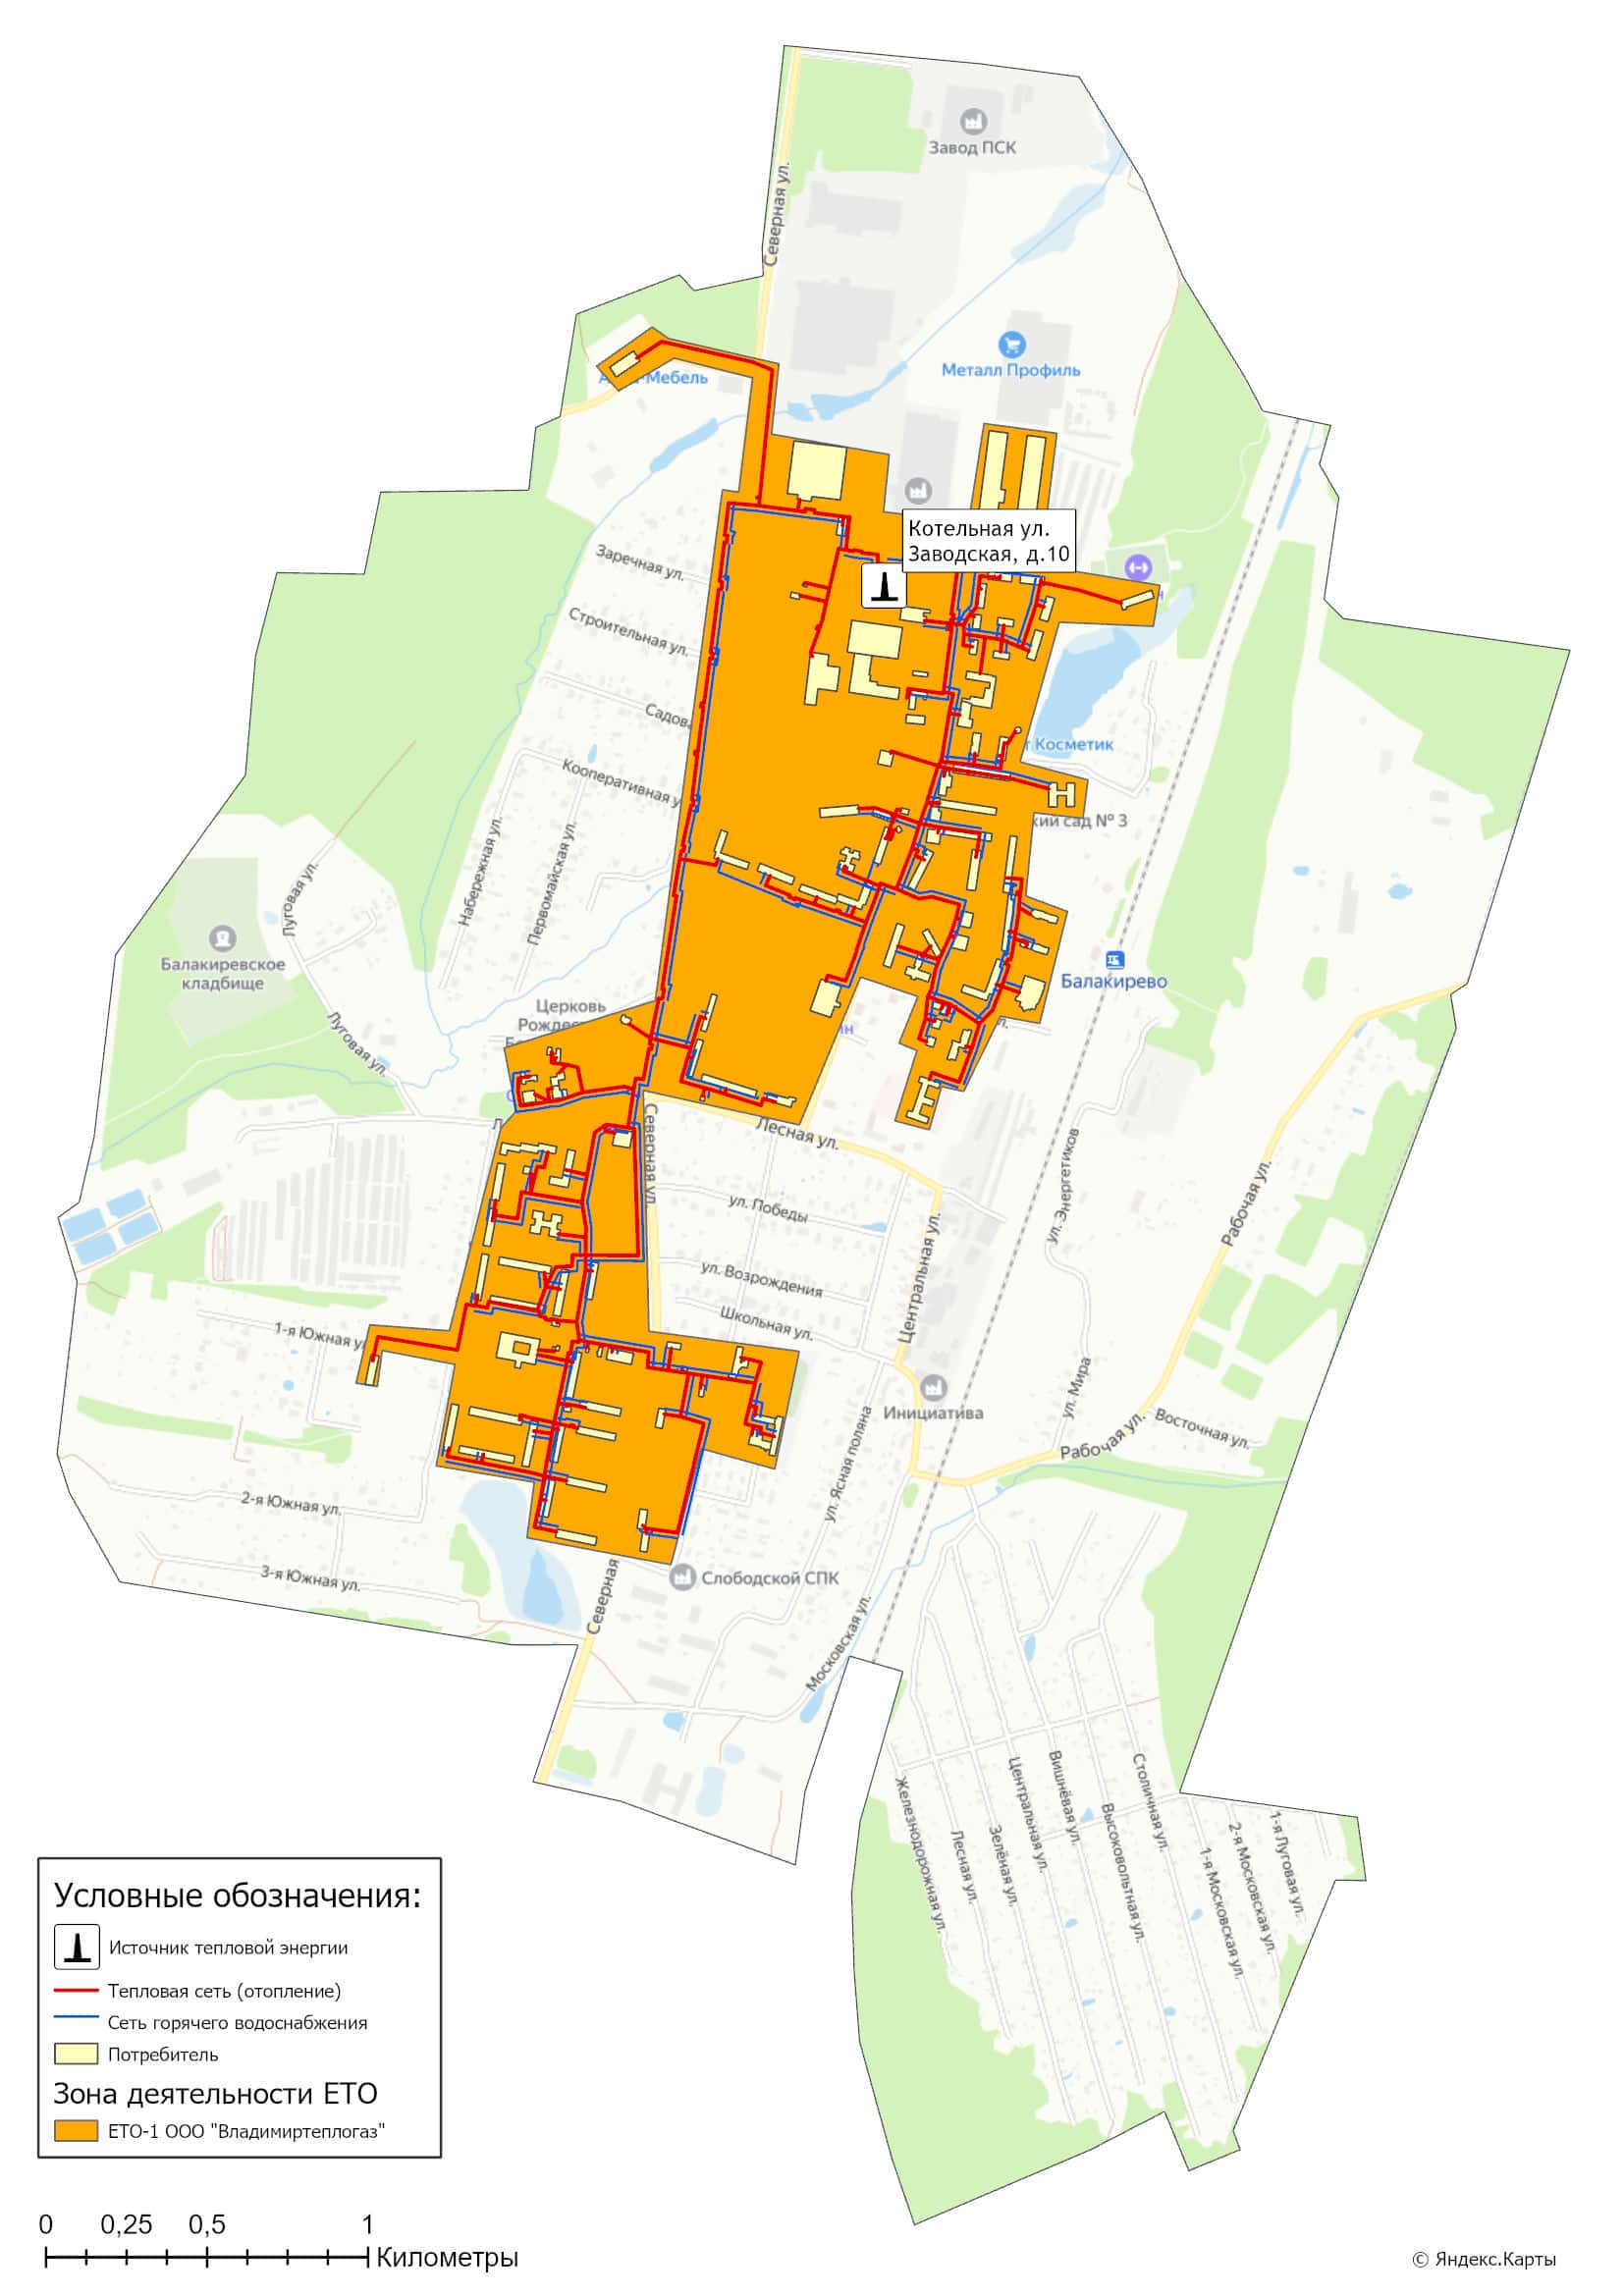 Завод ПСК
Северная ул.
Металл Профиль
Мебель
Котельная ул.
Заводская, д.10
Заречная ул.
Строительная ул.
Садов
Косметик
Кооперативная у
кий сад № 3
Набережная ул.
Первомайская ул.
Луговая ул.
Балакиревское
кладбище
Балакирево
Церковь
Рождес
Луговая ул.
Лесная ул.
Северная ул.
ул. Победы
ул. Энергетиков
Рабочая ул.
Центральная ул.
ул. Возрождения
Школьная ул.
1-я Южная у
ул. Мира
Инициатива
Рабочая ул.
Восточная ул.
ул. Ясная поляна
2-я Южная ул.
3-я Южная ул.
Слободской СПК
Северная
Московская ул.
Железнодорожная ул.
Лесная ул.
Зелёная ул.
Центральная ул.
Вишнёвая ул.
Высоковольтная ул.
Столичная ул.
1-я Московская ул.
2-я Московская ул.
1-я Луговая ул.
Условные обозначения:
Источник тепловой энергии
Тепловая сеть (отопление)
Сеть горячего водоснабжения
Потребитель
Зона деятельности ЕТО
ЕТО-1 ООО "Владимиртеплогаз"
0 0,25 0,5 1
Километры
© Яндекс.Карты